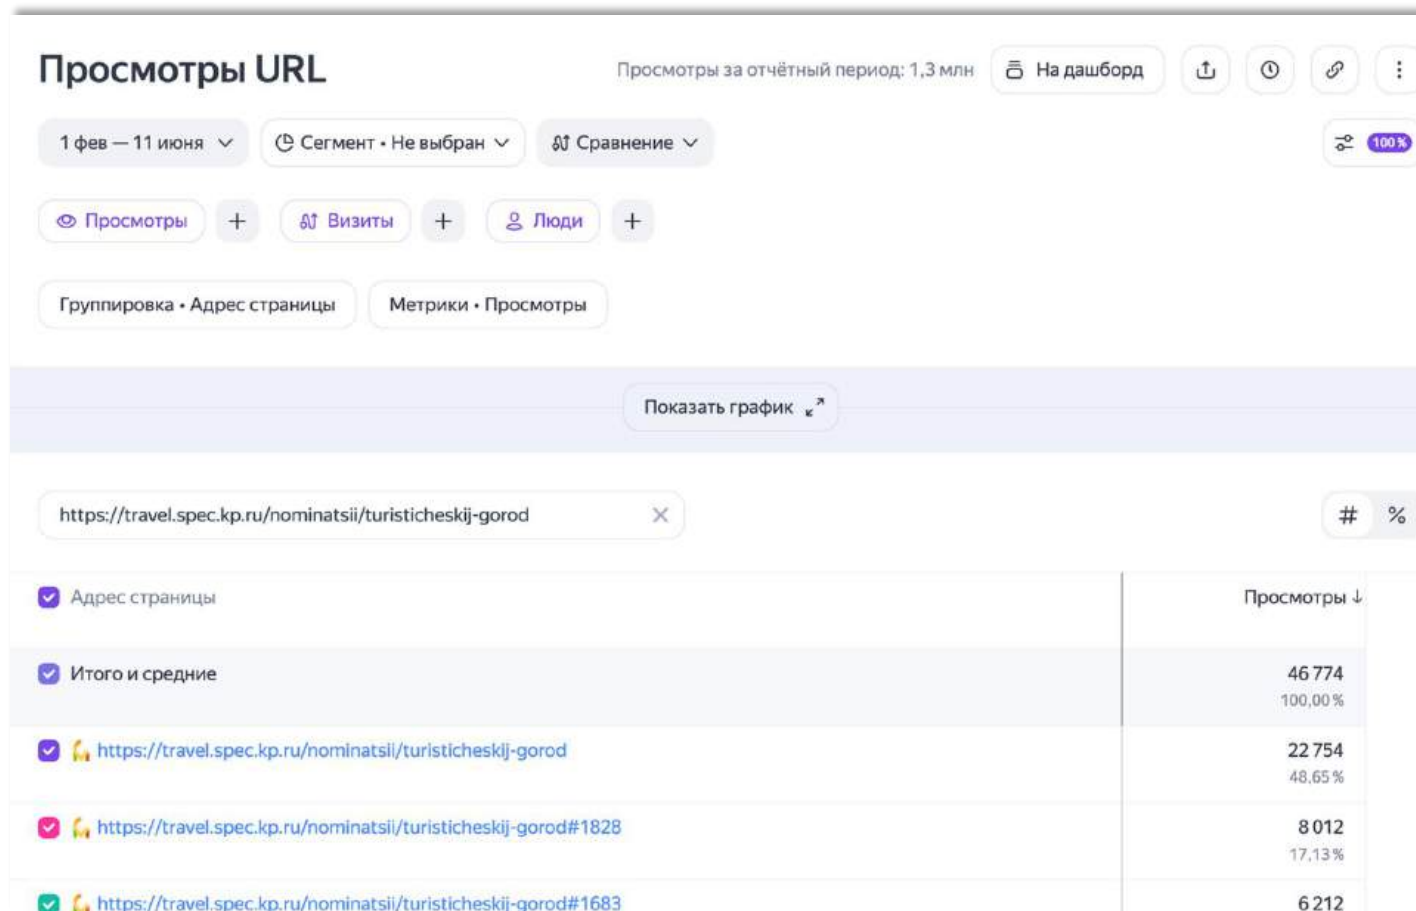 Просмотры URL
Просмотры за отчётный период: 1,3 млн
На дашборд
1 фев — 11 июня
Сегмент • Не выбран
Сравнение
100 %
Просмотры
+
Визиты
+
Люди
+
Группировка • Адрес страницы
Метрики • Просмотры
Показать график
https://travel.spec.kp.ru/nominatsii/turisticheskij-gorod
# %
Адрес страницы
Просмотры ↓
Итого и средние
46 774
100,00 %
https://travel.spec.kp.ru/nominatsii/turisticheskij-gorod
22 754
48,65 %
https://travel.spec.kp.ru/nominatsii/turisticheskij-gorod#1828
8 012
17,13 %
https://travel.spec.kp.ru/nominatsii/turisticheskij-gorod#1683
6 212